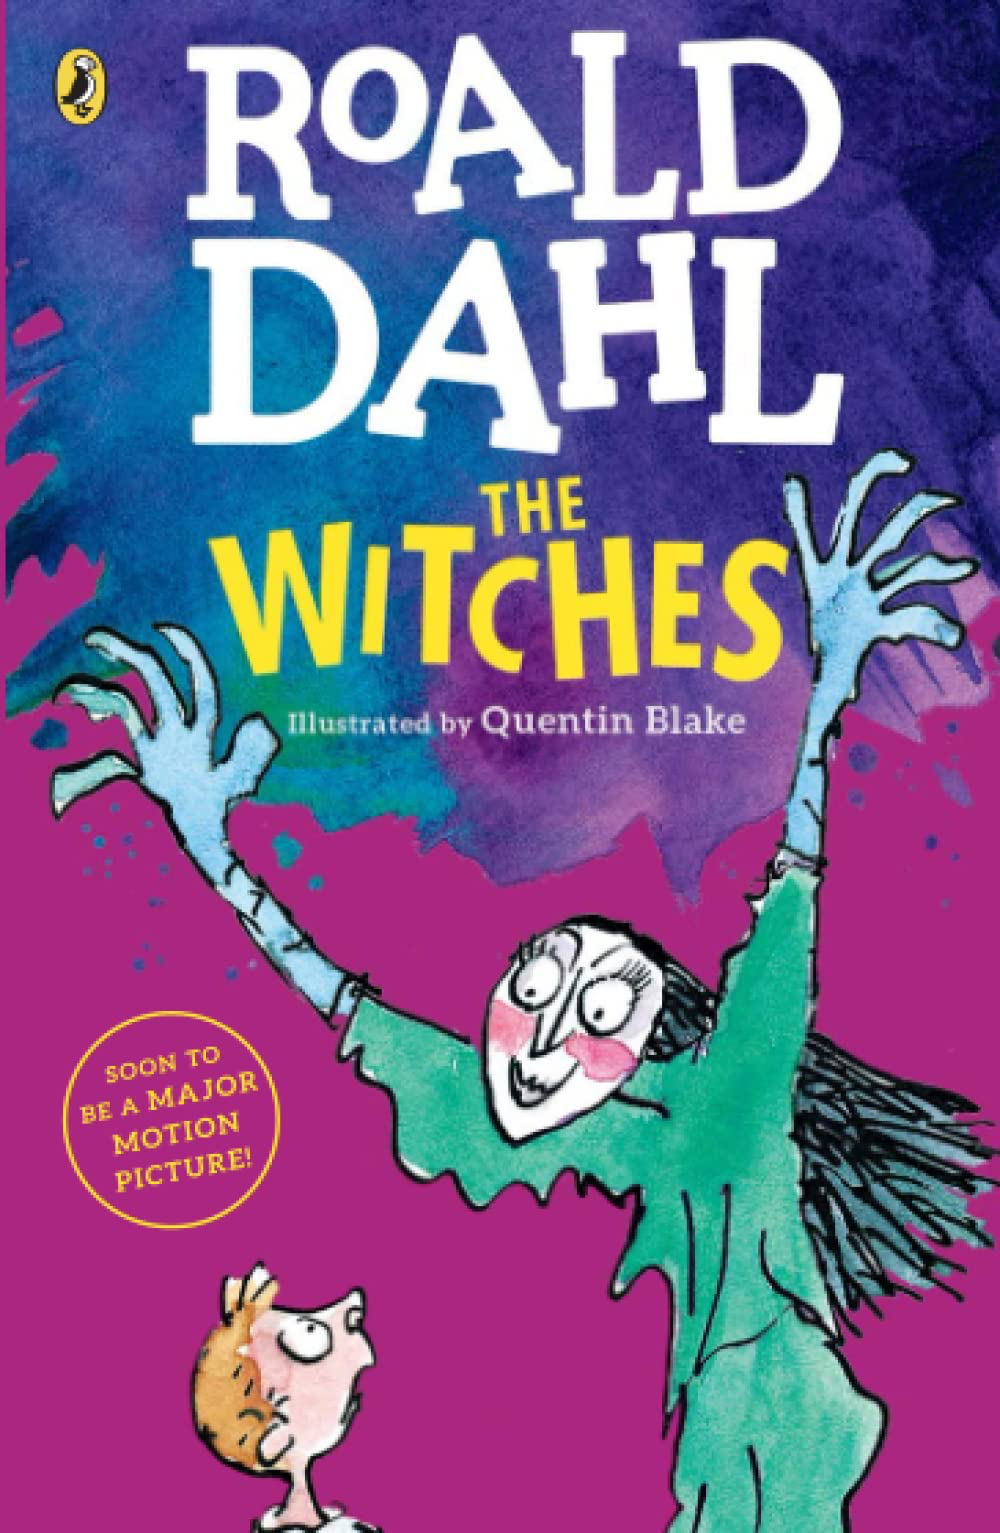 ROALD
DAHL
THE
WITCHES
Illustrated by Quentin Blake
SOON TO
BE A MAJOR
MOTION
PICTURE!